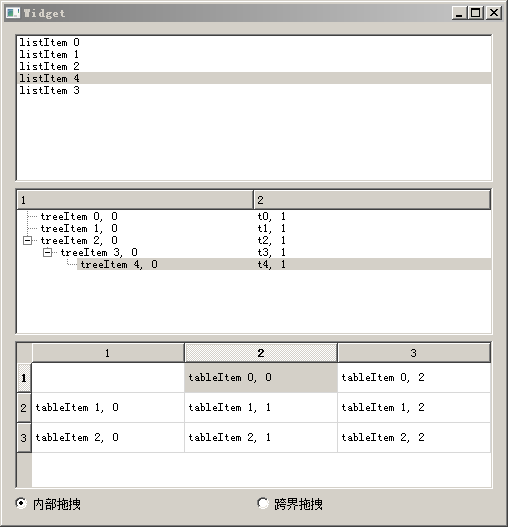 Widget
listItem 0
listItem 1
listItem 2
listItem 4
listItem 3
1 2
treeItem 0, 0 t0, 1
treeItem 1, 0 t1, 1
treeItem 2, 0 t2, 1
treeItem 3, 0 t3, 1
treeItem 4, 0 t4, 1
1 2 3
1 tableItem 0, 0 tableItem 0, 2
2 tableItem 1, 0 tableItem 1, 1 tableItem 1, 2
3 tableItem 2, 0 tableItem 2, 1 tableItem 2, 2
内部拖拽 跨界拖拽